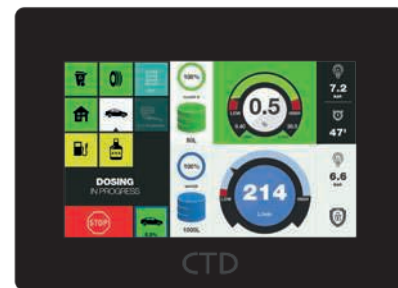 100%
0.5
LOW
HIGH
7.2
bar
47°
50L
DOSING
IN PROGRESS
100%
WATER
214
L/min
LOW
HIGH
6.6
bar
STOP
1000L
CTD